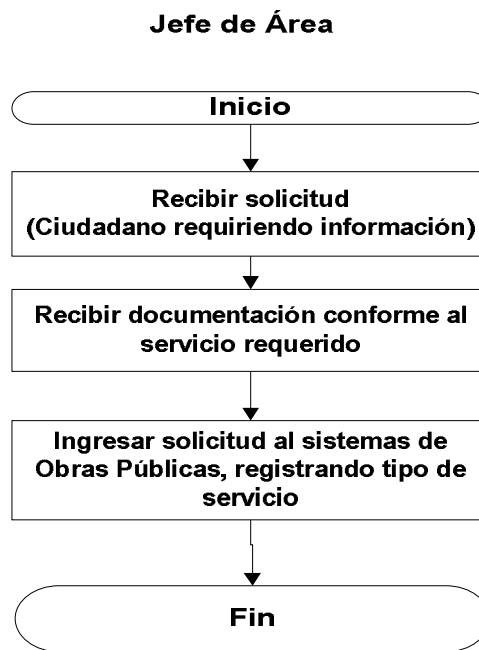 Jefe de Área
Inicio
Recibir solicitud
(Ciudadano requiriendo información)
Recibir documentación conforme al
servicio requerido
Ingresar solicitud al sistemas de
Obras Públicas, registrando tipo de
servicio
Fin